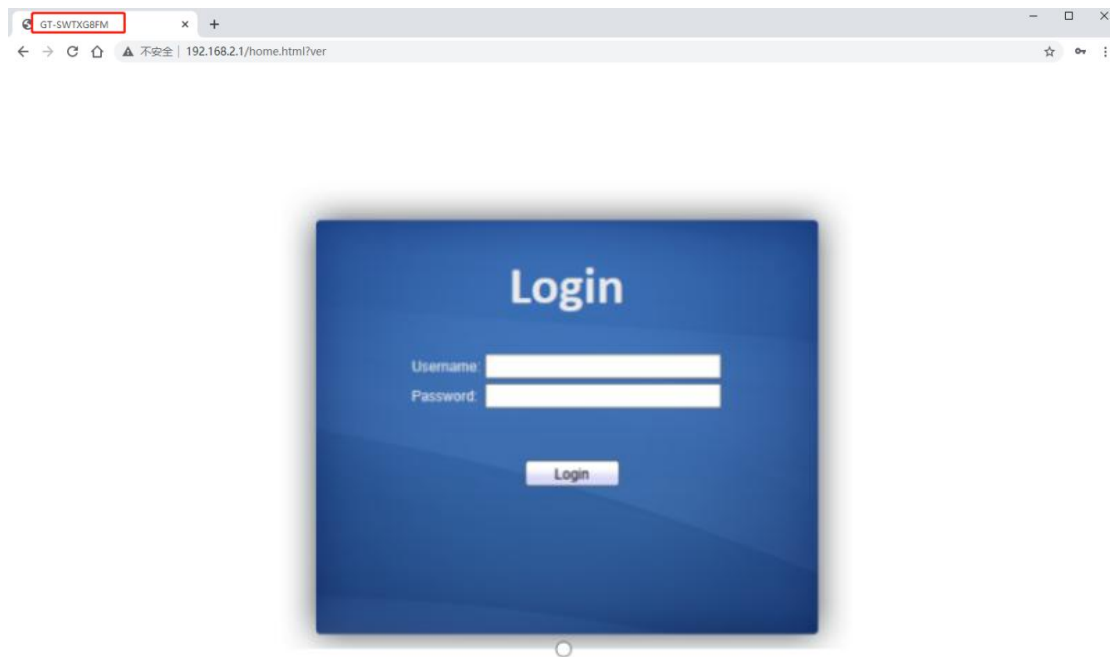 GT-SWTXG8FM
不安全 | 192.168.2.1/home.html?ver
Login
Username:
Password:
Login